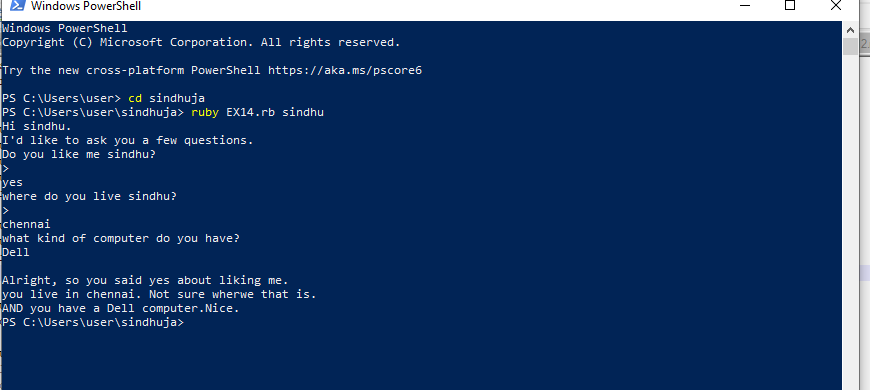 Windows PowerShell
Windows PowerShell
Copyright (C) Microsoft Corporation. All rights reserved.
Try the new cross-platform PowerShell https://aka.ms/pscore6
PS C:\Users\user> cd sindhuja
PS C:\Users\user\sindhuja> ruby EX14.rb sindhu
Hi sindhu.
I'd like to ask you a few questions.
Do you like me sindhu?
>
yes
where do you live sindhu?
>
chennai
what kind of computer do you have?
Dell
Alright, so you said yes about liking me.
you live in chennai. Not sure wherwe that is.
AND you have a Dell computer.Nice.
PS C:\Users\user\sindhuja>